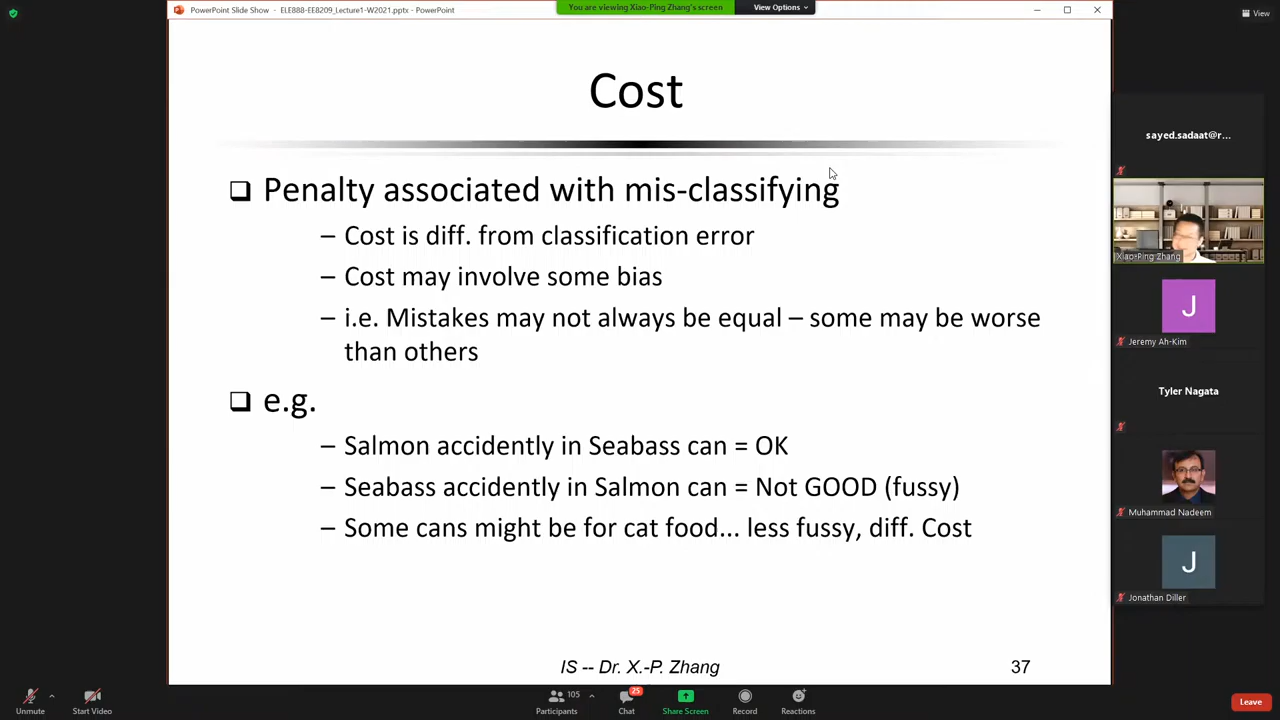 PowerPoint Slide Show - ELE888-EE8209_Lecture1-W2021.pptx - PowerPoint
You are viewing Xiao-Ping Zhang's screen
View Options
View
Cost
Penalty associated with mis-classifying
– Cost is diff. from classification error
– Cost may involve some bias
– i.e. Mistakes may not always be equal – some may be worse
than others
e.g.
– Salmon accidently in Seabass can = OK
– Seabass accidently in Salmon can = Not GOOD (fussy)
– Some cans might be for cat food... less fussy, diff. Cost
IS -- Dr. X.-P. Zhang
37
sayed.sadaat@r...
Xiao-Ping Zhang
J
Jeremy Ah-Kim
Tyler Nagata
Muhammad Nadeem
J
Jonathan Diller
Unmute
Start Video
105
Participants
25
Chat
Share Screen
Record
Reactions
Leave